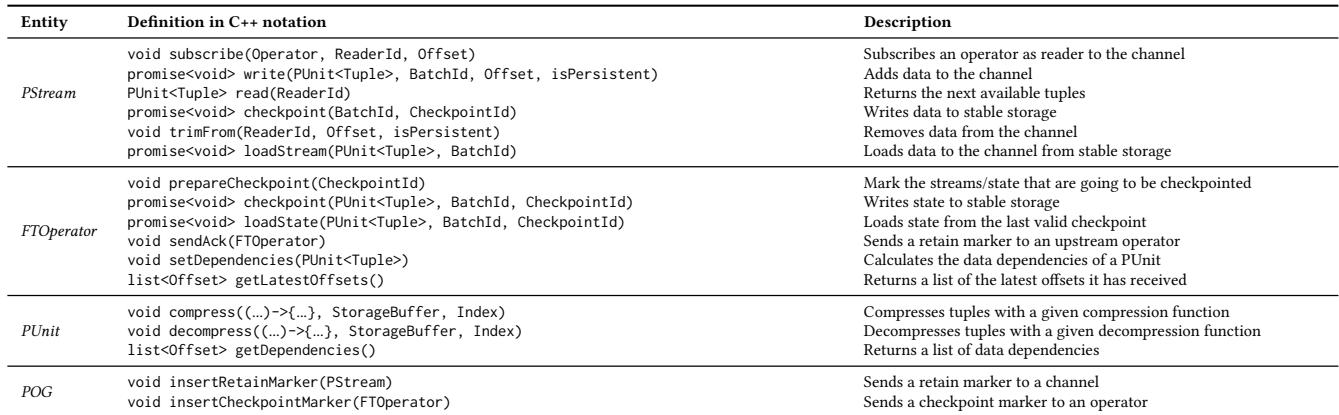 Entity Definition in C++ notation Description
void subscribe(Operator, ReaderId, Offset) Subscribes an operator as reader to the channel
promise<void> write(PUnit<Tuple>, BatchId, Offset, isPersistent) Adds data to the channel
PStream PUnit<Tuple> read(ReaderId) Returns the next available tuples
promise<void> checkpoint(BatchId, CheckpointId) Writes data to stable storage
void trimFrom(ReaderId, Offset, isPersistent) Removes data from the channel
promise<void> loadStream(PUnit<Tuple>, BatchId) Loads data to the channel from stable storage
void prepareCheckpoint(CheckpointId) Mark the streams/state that are going to be checkpointed
promise<void> checkpoint(PUnit<Tuple>, BatchId, CheckpointId) Writes state to stable storage
promise<void> loadState(PUnit<Tuple>, BatchId, CheckpointId) Loads state from the last valid checkpoint
FTOperator void sendAck(FTOperator) Sends a retain marker to an upstream operator
void setDependencies(PUnit<Tuple>) Calculates the data dependencies of a PUnit
list<Offset> getLatestOffsets() Returns a list of the latest offsets it has received
void compress((…)->{…}, StorageBuffer, Index) Compresses tuples with a given compression function
PUnit void decompress((…)->{…}, StorageBuffer, Index) Decompresses tuples with a given decompression function
list<Offset> getDependencies() Returns a list of data dependencies
POG void insertRetainMarker(PStream) Sends a retain marker to a channel
void insertCheckpointMarker(FTOperator) Sends a checkpoint marker to an operator